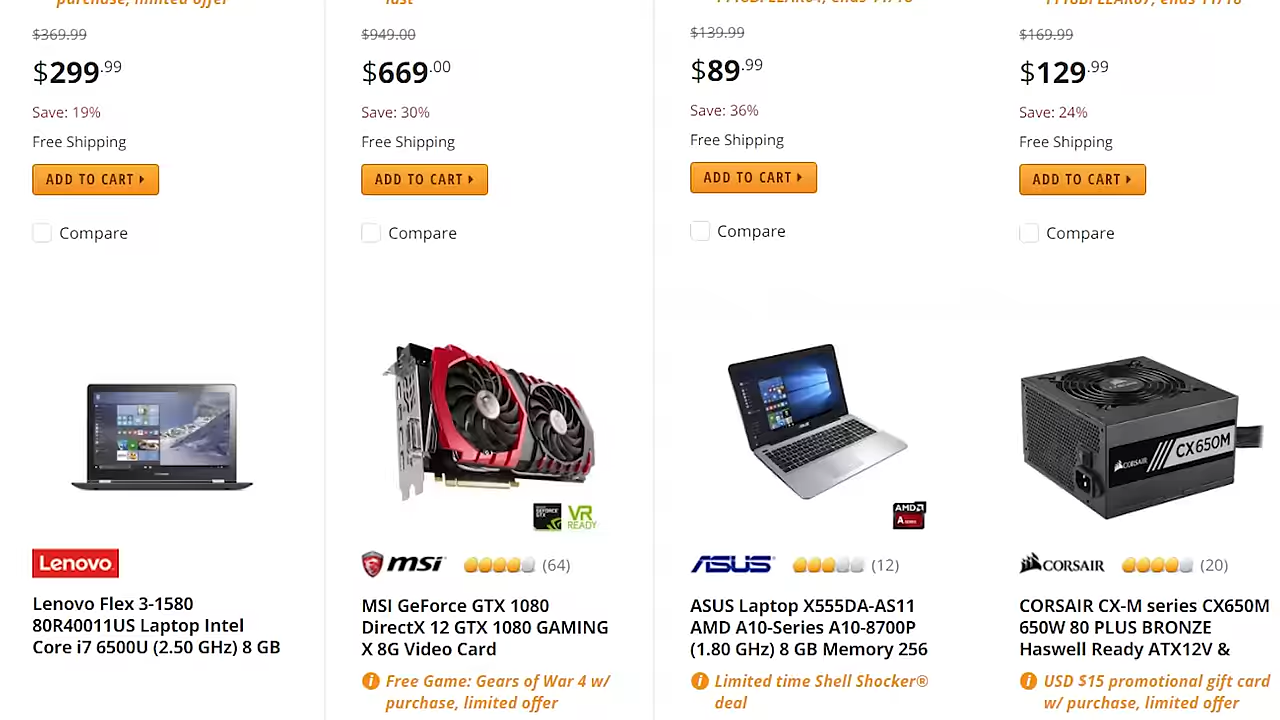 purchase, limited offer
$369.99
$299.99
Save: 19%
Free Shipping
ADD TO CART
Compare
last
$949.00
$669.00
Save: 30%
Free Shipping
ADD TO CART
Compare
$139.99
$89.99
Save: 36%
Free Shipping
ADD TO CART
Compare
$169.99
$129.99
Save: 24%
Free Shipping
ADD TO CART
Compare
Lenovo
Lenovo Flex 3-1580
80R40011US Laptop Intel
Core i7 6500U (2.50 GHz) 8 GB
GEFORCE GTX
VR READY
msi (64)
MSI GeForce GTX 1080
DirectX 12 GTX 1080 GAMING
X 8G Video Card
Free Game: Gears of War 4 w/
purchase, limited offer
AMD
A SERIES
ASUS (12)
ASUS Laptop X555DA-AS11
AMD A10-Series A10-8700P
(1.80 GHz) 8 GB Memory 256
Limited time Shell Shocker®
deal
CORSAIR CX650M
CORSAIR (20)
CORSAIR CX-M series CX650M
650W 80 PLUS BRONZE
Haswell Ready ATX12V &
USD $15 promotional gift card
w/ purchase, limited offer